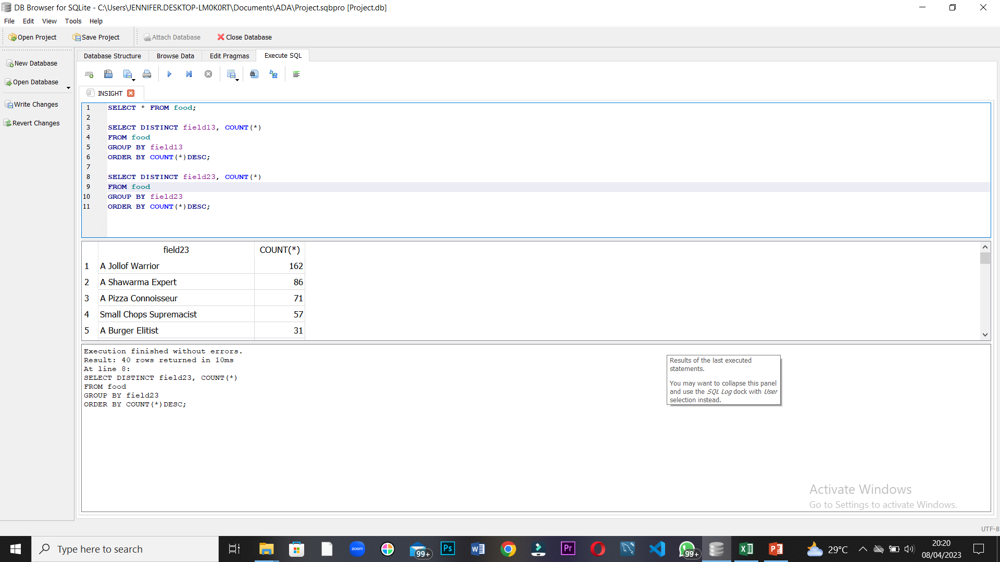 DB Browser for SQLite - C:\Users\JENNIFER.DESKTOP-LM0K0RT\Documents\ADA\Project.sqbpro [Project.db]
File Edit View Tools Help
Open Project Save Project Attach Database Close Database
New Database
Open Database
Write Changes
Revert Changes
Database Structure Browse Data Edit Pragmas Execute SQL
INSIGHT
1 SELECT * FROM food;
2
3 SELECT DISTINCT field13, COUNT(*)
4 FROM food
5 GROUP BY field13
6 ORDER BY COUNT(*)DESC;
7
8 SELECT DISTINCT field23, COUNT(*)
9 FROM food
10 GROUP BY field23
11 ORDER BY COUNT(*)DESC;
field23 COUNT(*)
1 A Jollof Warrior 162
2 A Shawarma Expert 86
3 A Pizza Connoisseur 71
4 Small Chops Supremacist 57
5 A Burger Elitist 31
Execution finished without errors.
Result: 40 rows returned in 10ms
At line 8:
SELECT DISTINCT field23, COUNT(*)
FROM food
GROUP BY field23
ORDER BY COUNT(*)DESC;
Results of the last executed
statements.
You may want to collapse this panel
and use the SQL Log dock with User
selection instead.
Activate Windows
Go to Settings to activate Windows.
UTF-8
Type here to search
zoom
99+
Ps
W
Pr
99+
X
P
29°C
20:20
08/04/2023